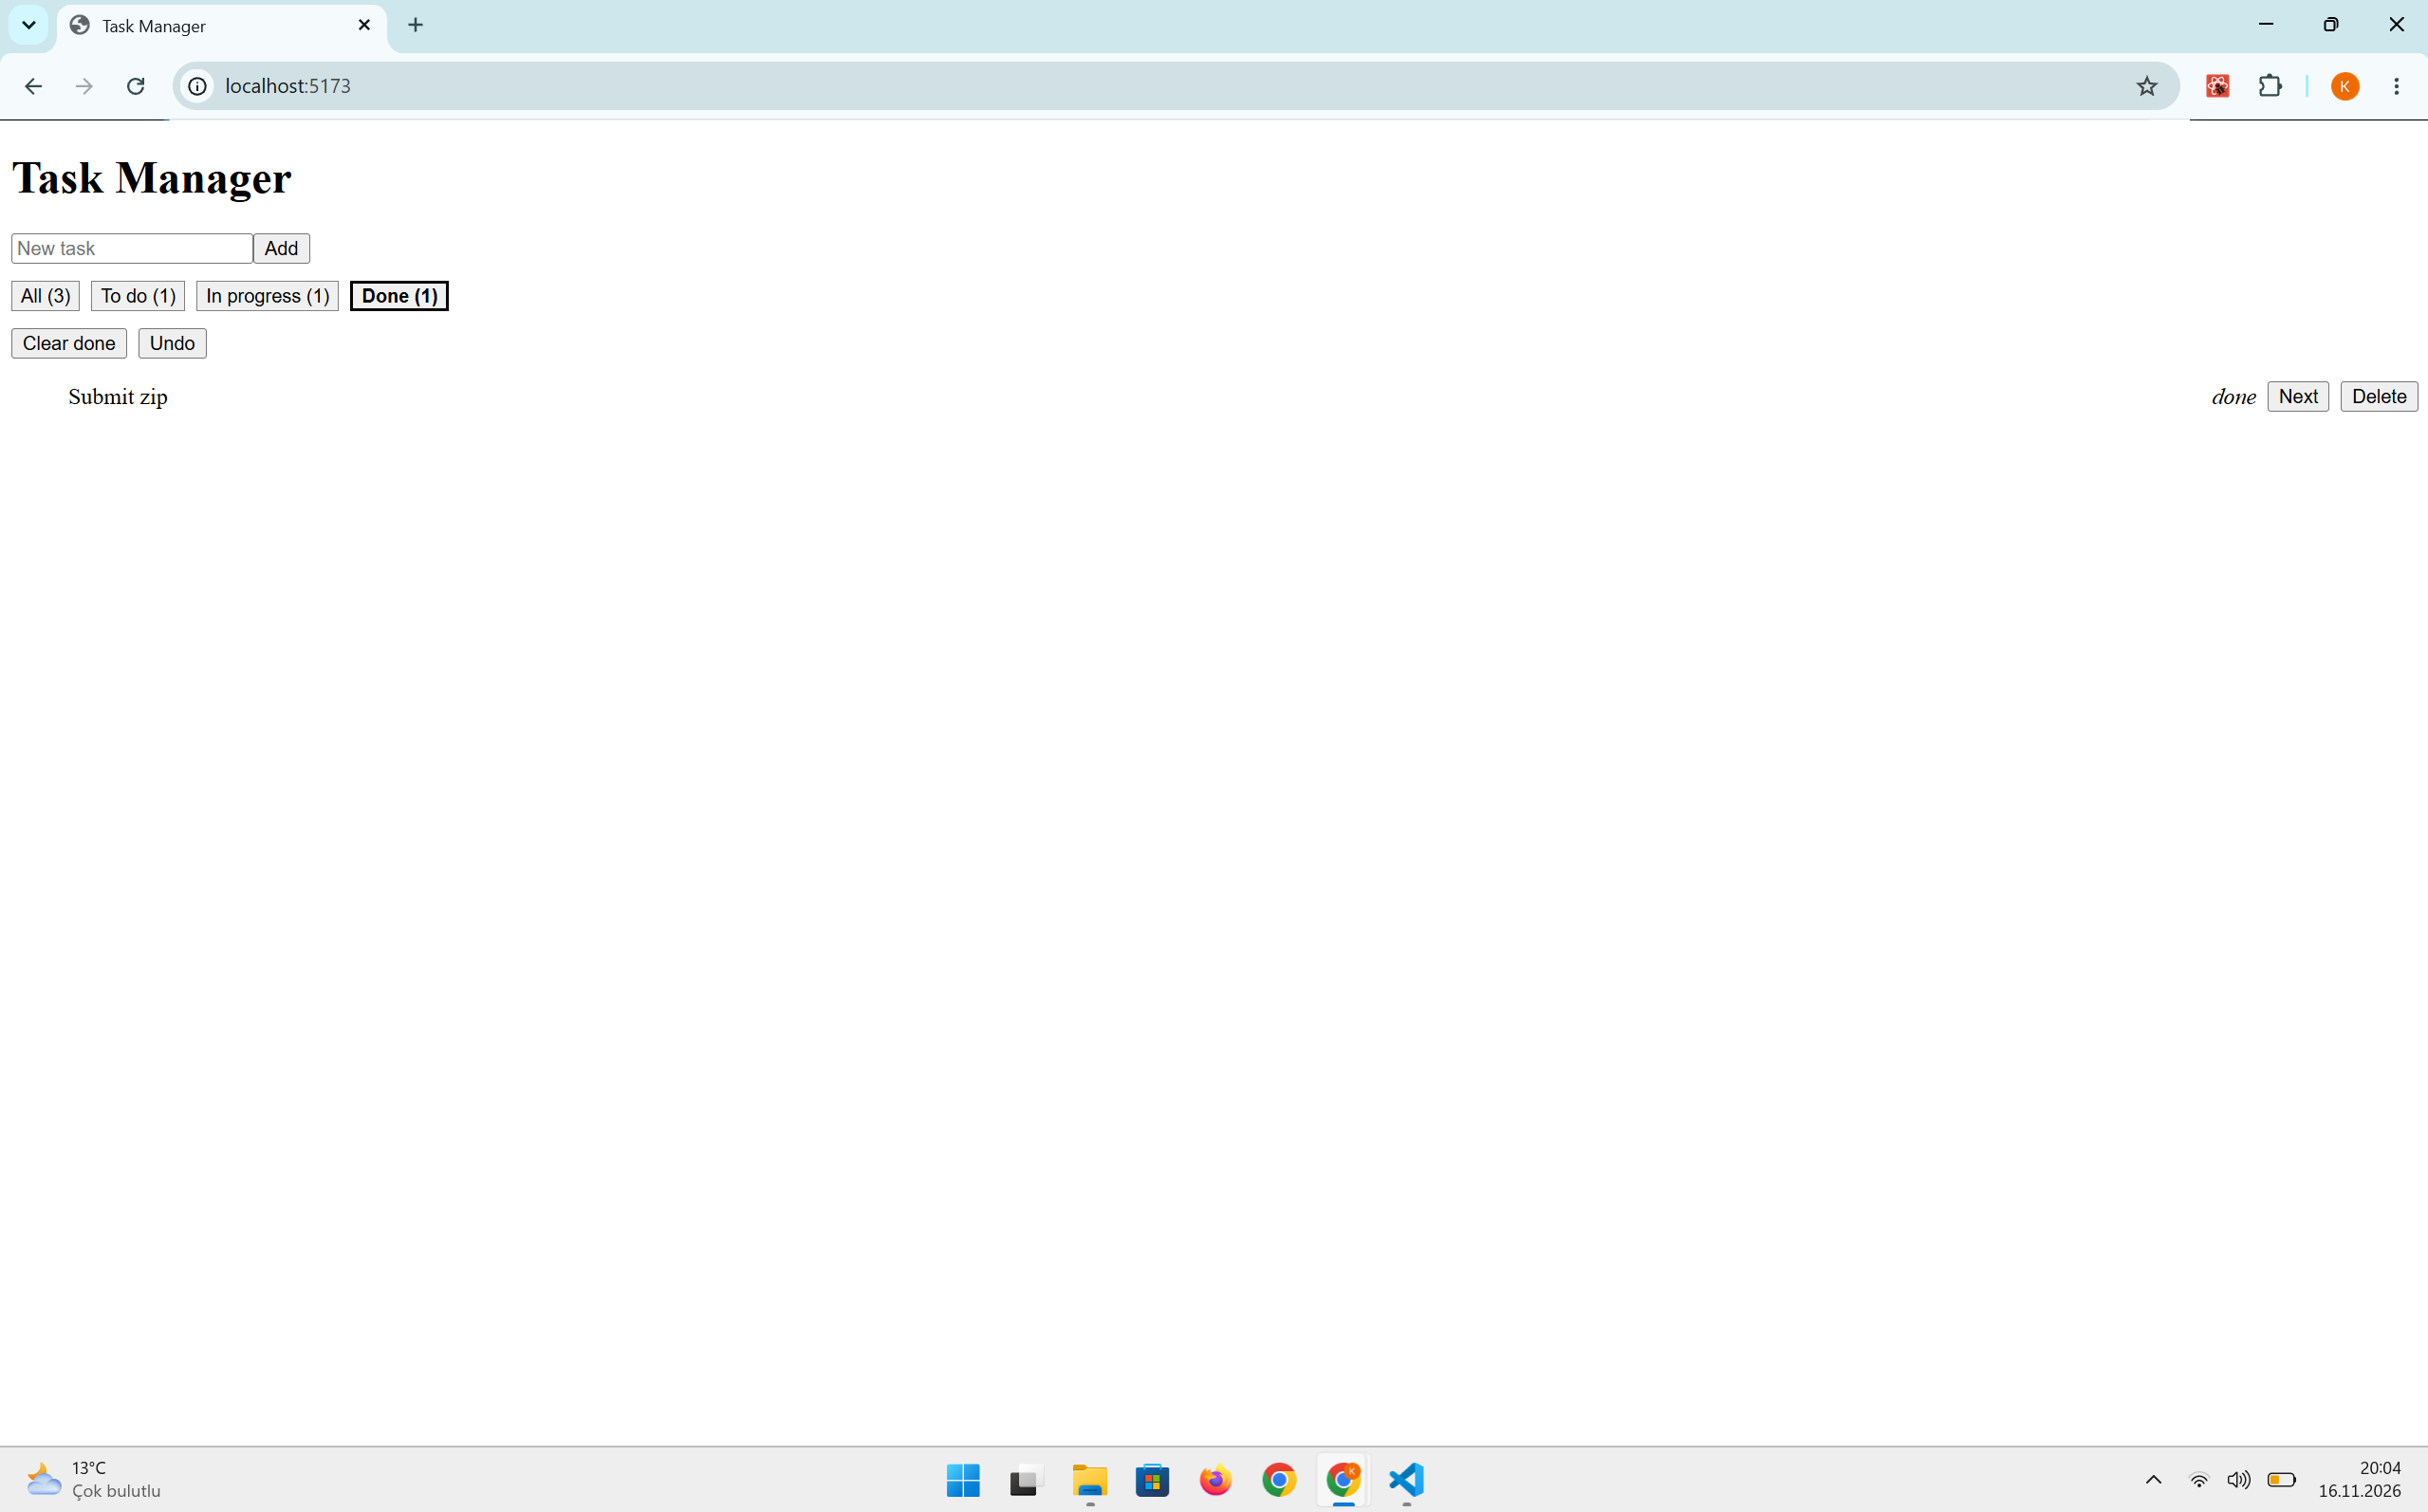 Task Manager
localhost:5173
K
Task Manager
New task Add
All (3) To do (1) In progress (1) Done (1)
Clear done Undo
Submit zip done Next Delete
13°C
Çok bulutlu
K
20:04
16.11.2026